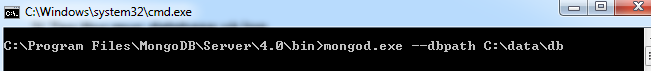 C:\Windows\system32\cmd.exe
C:\Program Files\MongoDB\Server\4.0\bin>mongod.exe --dbpath C:\data\db